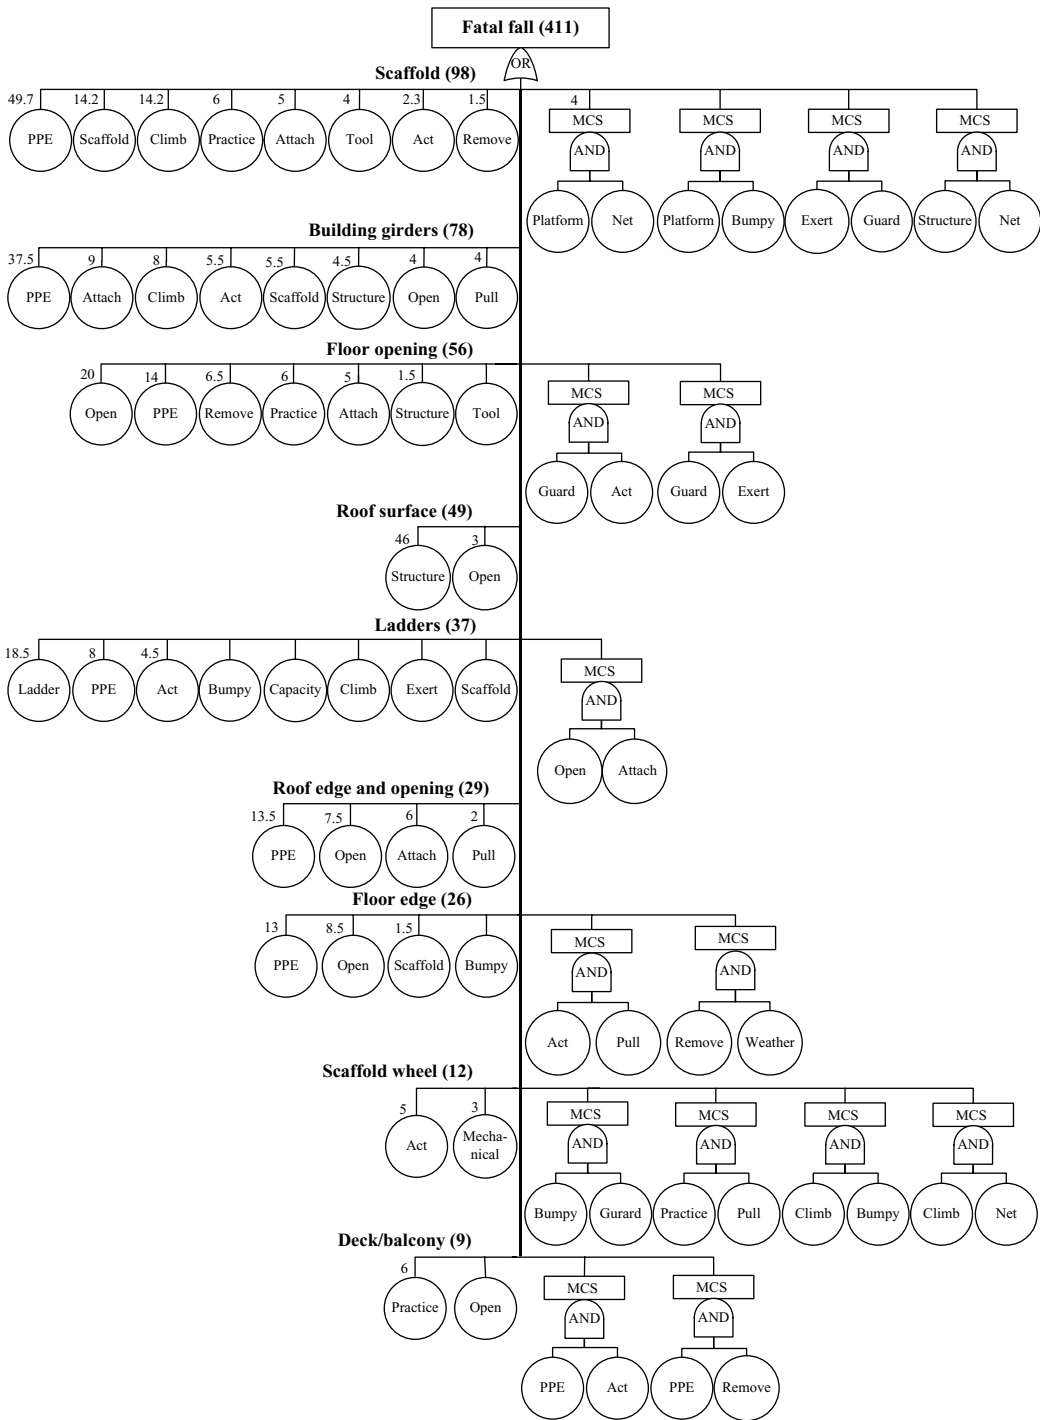 Fatal fall (411)
OR
Scaffold (98)
49.7 14.2 14.2 6 5 4 2.3 1.5 4
MCS MCS MCS MCS
PPE Scaffold Climb Practice Attach Tool Act Remove
AND AND AND AND
Platform Net Platform Bumpy Exert Guard Structure Net
Building girders (78)
37.5 9 8 5.5 5.5 4.5 4 4
PPE Attach Climb Act Scaffold Structure Open Pull
Floor opening (56)
20 14 6.5 6 5 1.5
MCS MCS
Open PPE Remove Practice Attach Structure Tool
AND AND
Guard Act Guard Exert
Roof surface (49)
46 3
Structure Open
Ladders (37)
18.5 8 4.5
MCS
Ladder PPE Act Bumpy Capacity Climb Exert Scaffold
AND
Open Attach
Roof edge and opening (29)
13.5 7.5 6 2
PPE Open Attach Pull
Floor edge (26)
13 8.5 1.5
MCS MCS
PPE Open Scaffold Bumpy
AND AND
Act Pull Remove Weather
Scaffold wheel (12)
5 3
MCS MCS MCS MCS
Act Mecha-
nical
AND AND AND AND
Bumpy Gurard Practice Pull Climb Bumpy Climb Net
Deck/balcony (9)
6
MCS MCS
Practice Open
AND AND
PPE Act PPE Remove